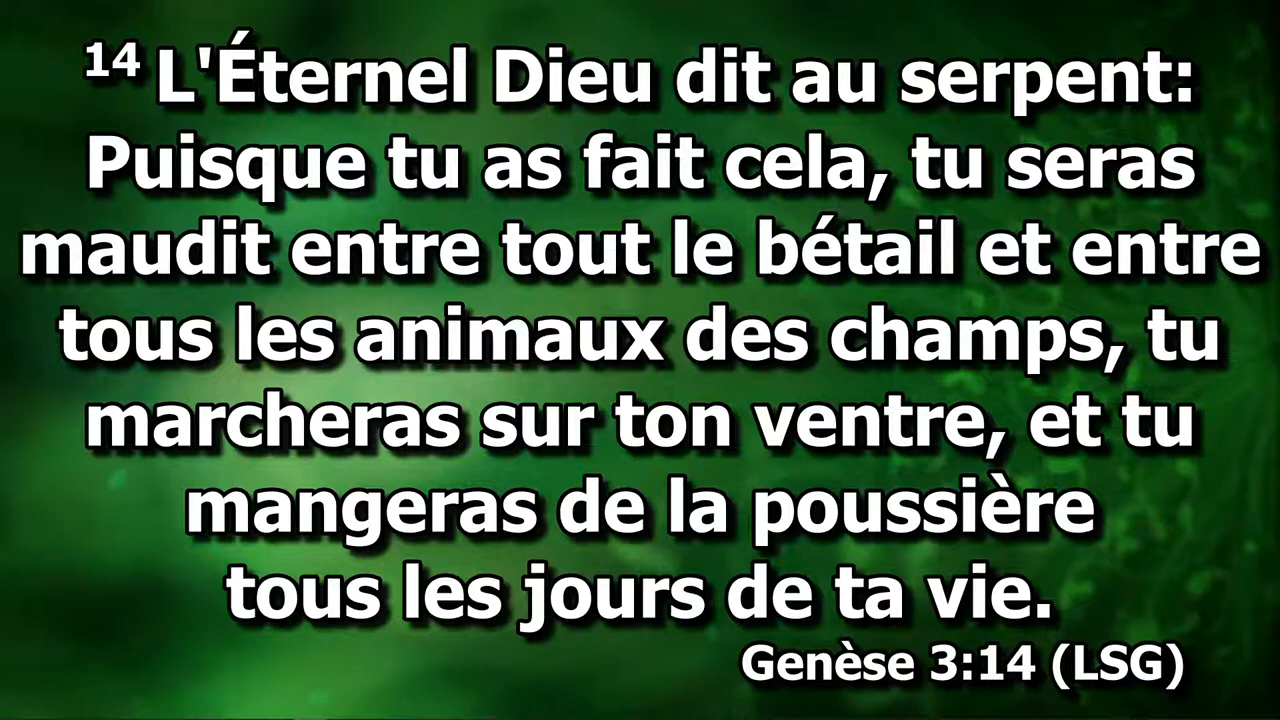 14 L'Éternel Dieu dit au serpent:
Puisque tu as fait cela, tu seras
maudit entre tout le bétail et entre
tous les animaux des champs, tu
marcheras sur ton ventre, et tu
mangeras de la poussière
tous les jours de ta vie.
Genèse 3:14 (LSG)